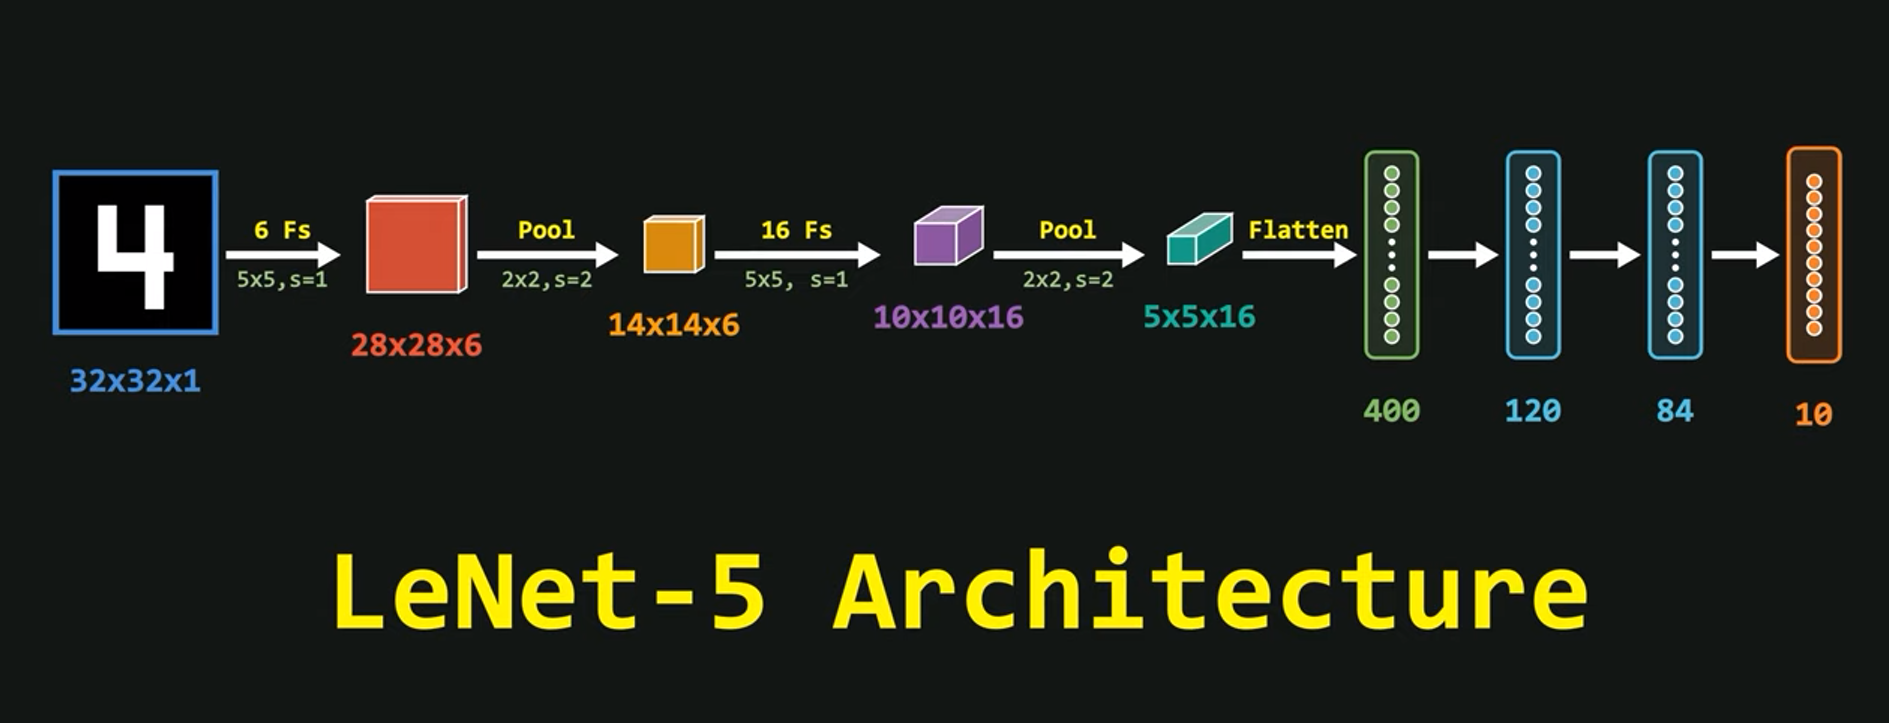 4
32x32x1
6 Fs
5x5,s=1
28x28x6
Pool
2x2,s=2
14x14x6
16 Fs
5x5, s=1
10x10x16
Pool
2x2,s=2
5x5x16
Flatten
400
120
84
10
LeNet-5 Architecture